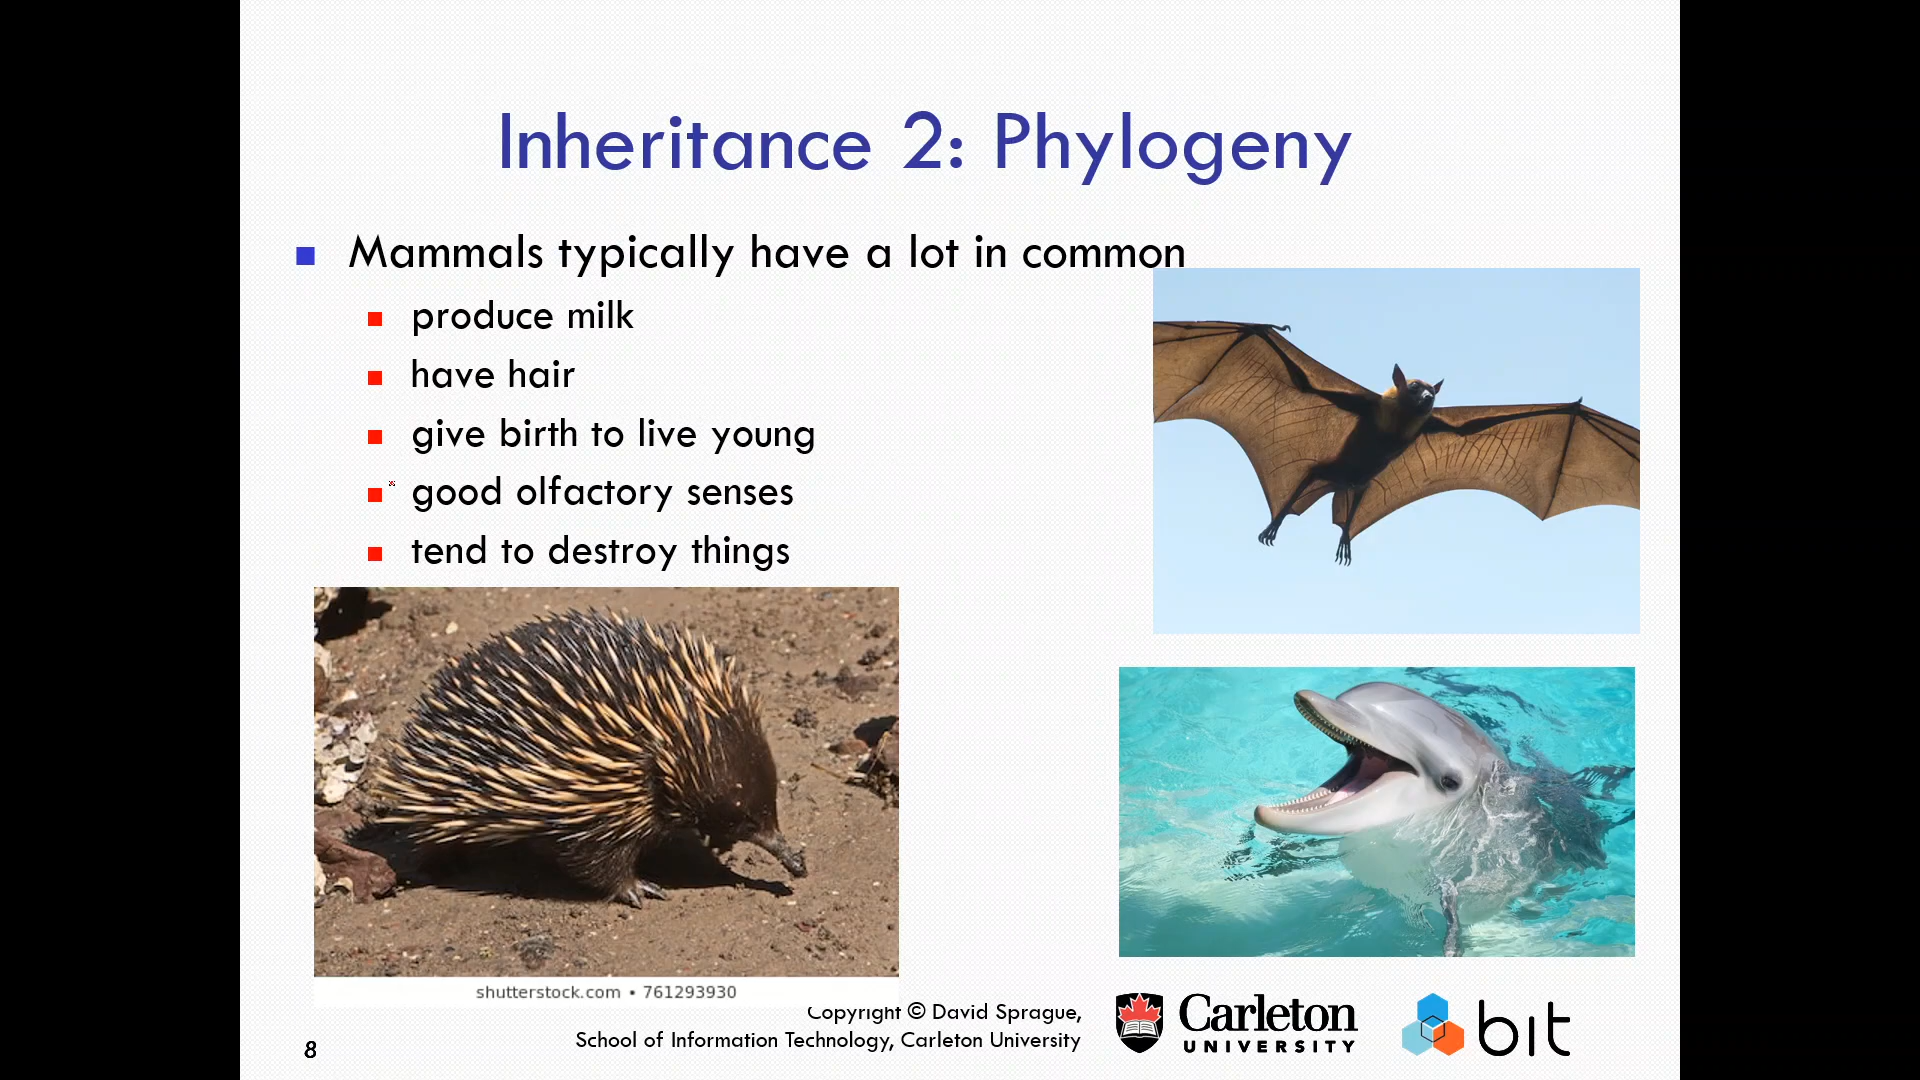 Inheritance 2: Phylogeny
Mammals typically have a lot in common
produce milk
have hair
give birth to live young
good olfactory senses
tend to destroy things
shutterstock.com • 761293930
Copyright © David Sprague,
School of Information Technology, Carleton University
Carleton
UNIVERSITY
bit
8